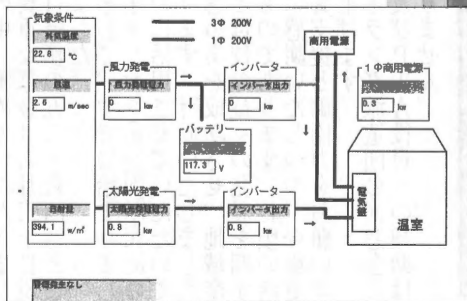 気象条件
外気温度
22.8 ℃
風速
2.6 m/sec
日射量
394.1 w/㎡
3Φ 200V
1Φ 200V
風力発電
風力発電電力
0 kw
インバータ
インバータ出力
0 kw
商用電源
1Φ商用電源
0.3 kw
バッテリー
117.3 V
太陽光発電
太陽光発電電力
0.8 kw
インバータ
インバータ出力
0.8 kw
電気盤
温室
警報発生なし